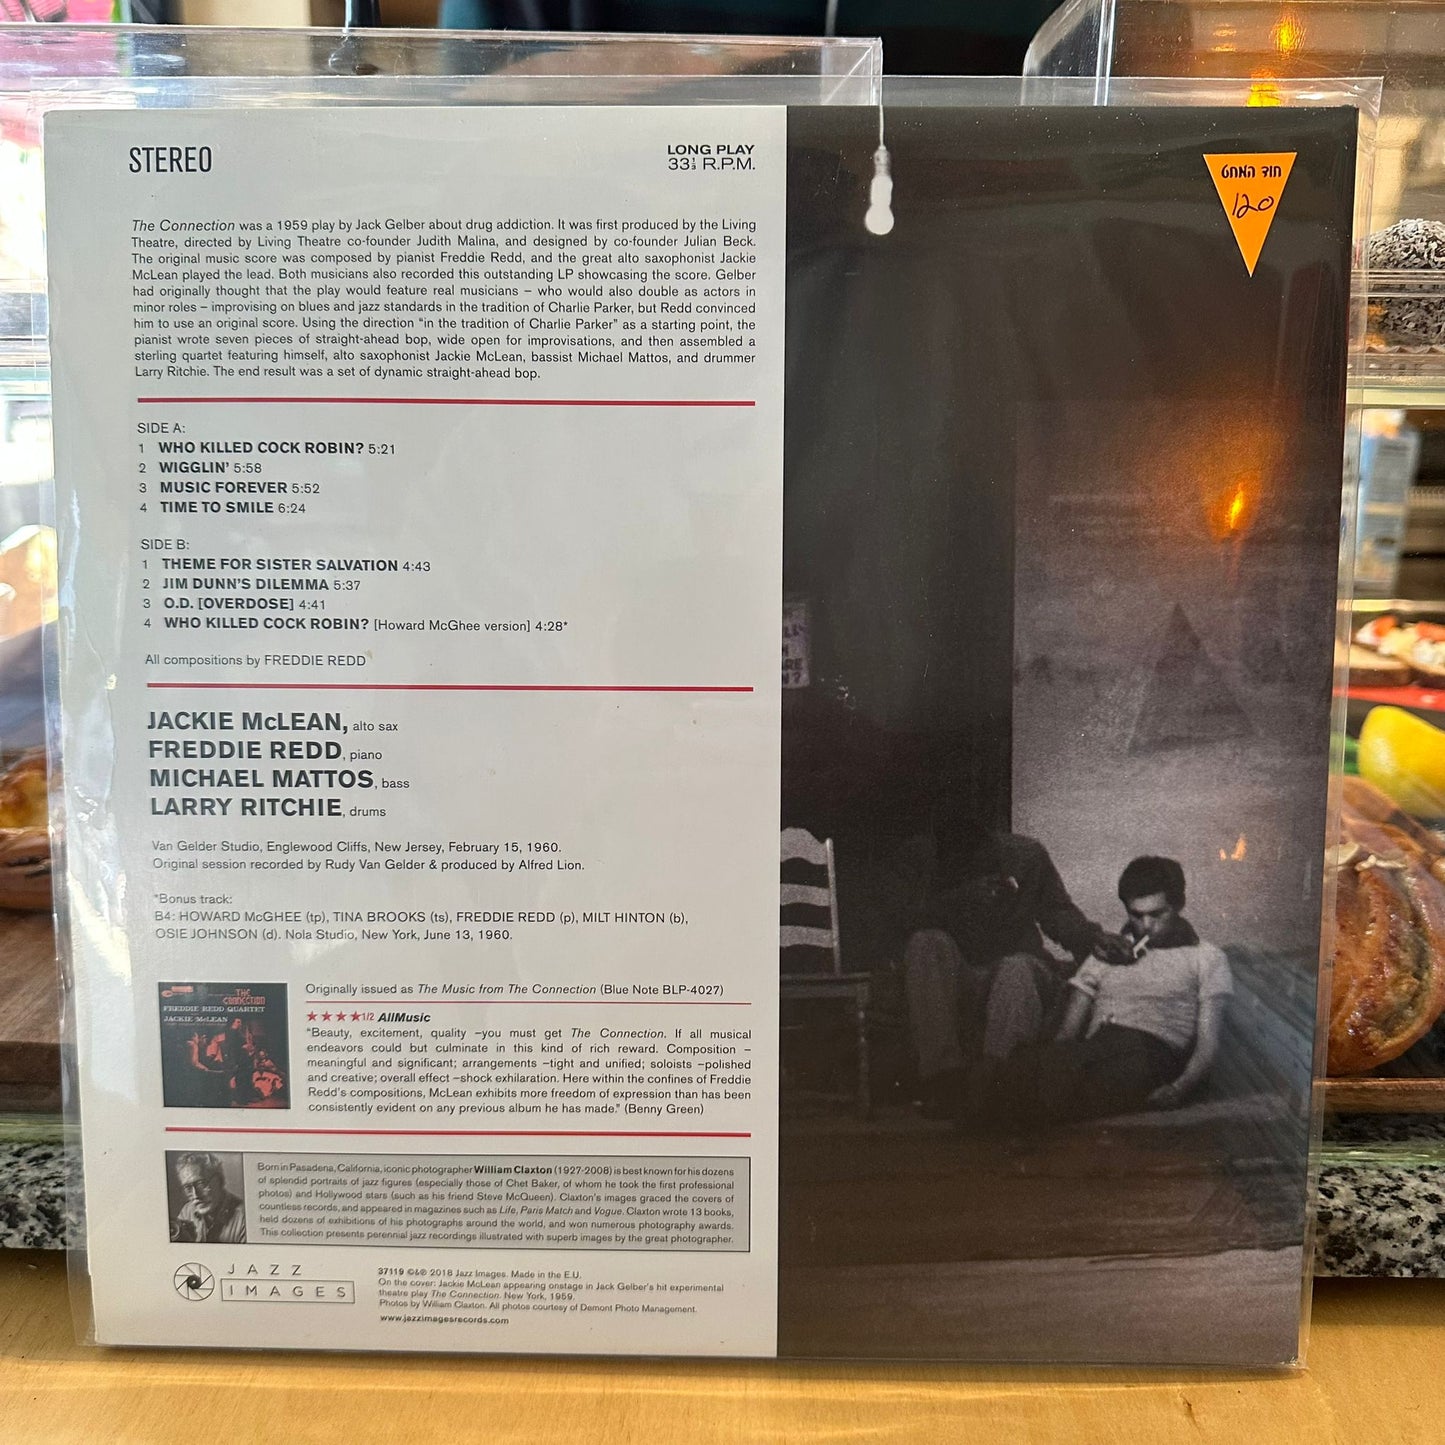 STEREO
LONG PLAY
33⅓ R.P.M.
חוד המחט
120
The Connection was a 1959 play by Jack Gelber about drug addiction. It was first produced by the Living
Theatre, directed by Living Theatre co-founder Judith Malina, and designed by co-founder Julian Beck.
The original music score was composed by pianist Freddie Redd, and the great alto saxophonist Jackie
McLean played the lead. Both musicians also recorded this outstanding LP showcasing the score. Gelber
had originally thought that the play would feature real musicians – who would also double as actors in
minor roles – improvising on blues and jazz standards in the tradition of Charlie Parker, but Redd convinced
him to use an original score. Using the direction “in the tradition of Charlie Parker” as a starting point, the
pianist wrote seven pieces of straight-ahead bop, wide open for improvisations, and then assembled a
sterling quartet featuring himself, alto saxophonist Jackie McLean, bassist Michael Mattos, and drummer
Larry Ritchie. The end result was a set of dynamic straight-ahead bop.
SIDE A:
1 WHO KILLED COCK ROBIN? 5:21
2 WIGGLIN’ 5:58
3 MUSIC FOREVER 5:52
4 TIME TO SMILE 6:24
SIDE B:
1 THEME FOR SISTER SALVATION 4:43
2 JIM DUNN’S DILEMMA 5:37
3 O.D. [OVERDOSE] 4:41
4 WHO KILLED COCK ROBIN? [Howard McGhee version] 4:28*
All compositions by FREDDIE REDD
JACKIE McLEAN, alto sax
FREDDIE REDD, piano
MICHAEL MATTOS, bass
LARRY RITCHIE, drums
Van Gelder Studio, Englewood Cliffs, New Jersey, February 15, 1960.
Original session recorded by Rudy Van Gelder & produced by Alfred Lion.
*Bonus track:
B4: HOWARD McGHEE (tp), TINA BROOKS (ts), FREDDIE REDD (p), MILT HINTON (b),
OSIE JOHNSON (d). Nola Studio, New York, June 13, 1960.
THE
CONNECTION
FREDDIE REDD QUARTET
JACKIE McLEAN
Originally issued as The Music from The Connection (Blue Note BLP-4027)
★★★★1/2 AllMusic
“Beauty, excitement, quality –you must get The Connection. If all musical
endeavors could but culminate in this kind of rich reward. Composition –
meaningful and significant; arrangements –tight and unified; soloists –polished
and creative; overall effect –shock exhilaration. Here within the confines of Freddie
Redd’s compositions, McLean exhibits more freedom of expression than has been
consistently evident on any previous album he has made.” (Benny Green)
Born in Pasadena, California, iconic photographer William Claxton (1927-2008) is best known for his dozens
of splendid portraits of jazz figures (especially those of Chet Baker, of whom he took the first professional
photos) and Hollywood stars (such as his friend Steve McQueen). Claxton’s images graced the covers of
countless records, and appeared in magazines such as Life, Paris Match and Vogue. Claxton wrote 13 books,
held dozens of exhibitions of his photographs around the world, and won numerous photography awards.
This collection presents perennial jazz recordings illustrated with superb images by the great photographer.
JAZZ
IMAGES
37119 ©&℗ 2018 Jazz Images. Made in the E.U.
On the cover: Jackie McLean appearing onstage in Jack Gelber’s hit experimental
theatre play The Connection. New York, 1959.
Photos by William Claxton. All photos courtesy of Demont Photo Management.
www.jazzimagesrecords.com